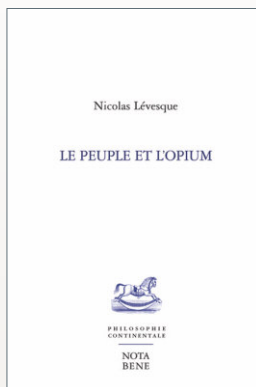 Nicolas Lévesque
LE PEUPLE ET L'OPIUM
PHILOSOPHIE
CONTINENTALE
NOTA
BENE